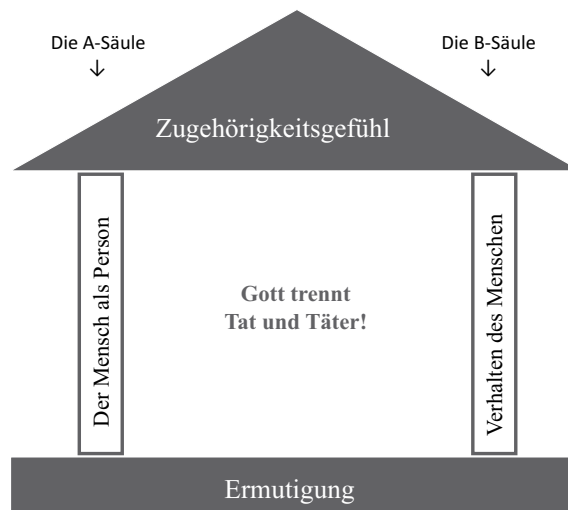 Die A-Säule
Die B-Säule
↓
↓
Zugehörigkeitsgefühl
Der Mensch als Person
Gott trennt
Tat und Täter!
Verhalten des Menschen
Ermutigung